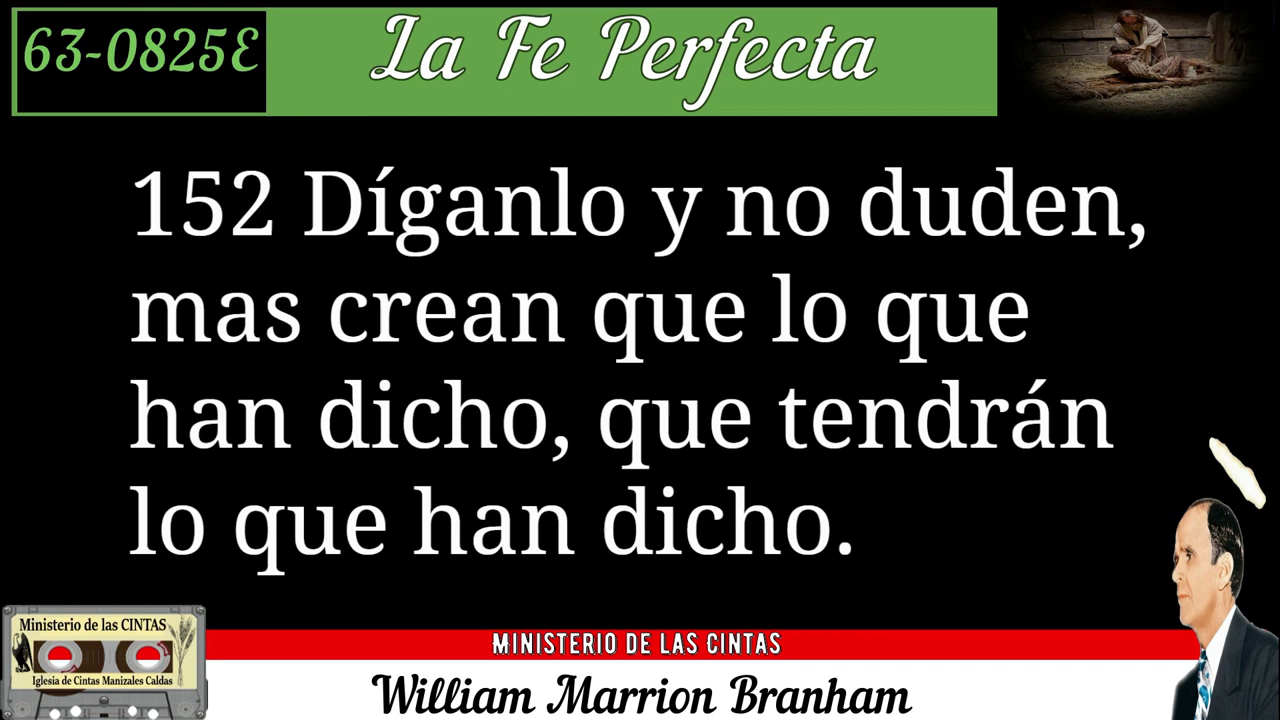 63-0825E
La Fe Perfecta
152 Díganlo y no duden,
mas crean que lo que
han dicho, que tendrán
lo que han dicho.
Ministerio de las CINTAS
Iglesia de Cintas Manizales Caldas
MINISTERIO DE LAS CINTAS
William Marrion Branham